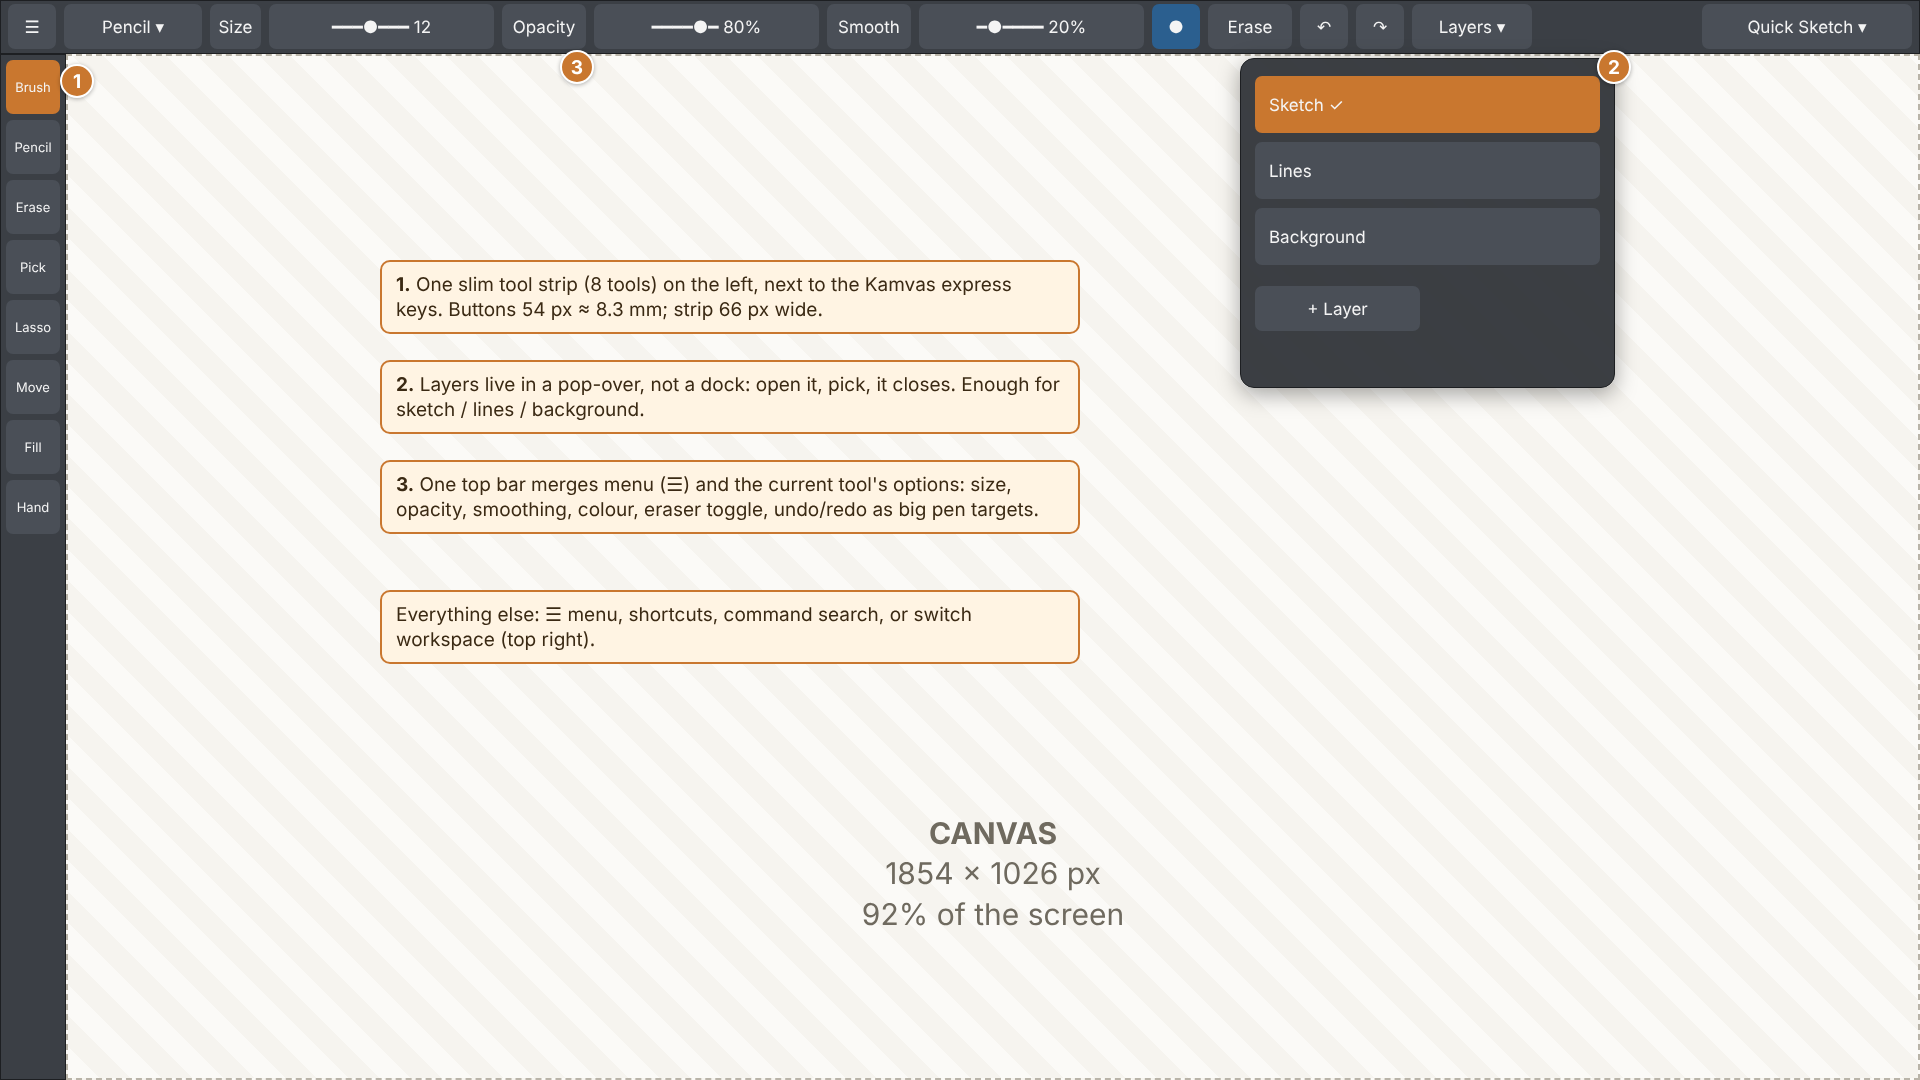 ☰ Pencil ▾ Size 12 Opacity 80% Smooth 20% Erase ↶ ↷ Layers ▾ Quick Sketch ▾
Brush
1
3
2
Pencil
Erase
Pick
Lasso
Move
Fill
Hand
Sketch ✓
Lines
Background
+ Layer
1. One slim tool strip (8 tools) on the left, next to the Kamvas express
keys. Buttons 54 px ≈ 8.3 mm; strip 66 px wide.
2. Layers live in a pop-over, not a dock: open it, pick, it closes. Enough for
sketch / lines / background.
3. One top bar merges menu (☰) and the current tool's options: size,
opacity, smoothing, colour, eraser toggle, undo/redo as big pen targets.
Everything else: ☰ menu, shortcuts, command search, or switch
workspace (top right).
CANVAS
1854 × 1026 px
92% of the screen